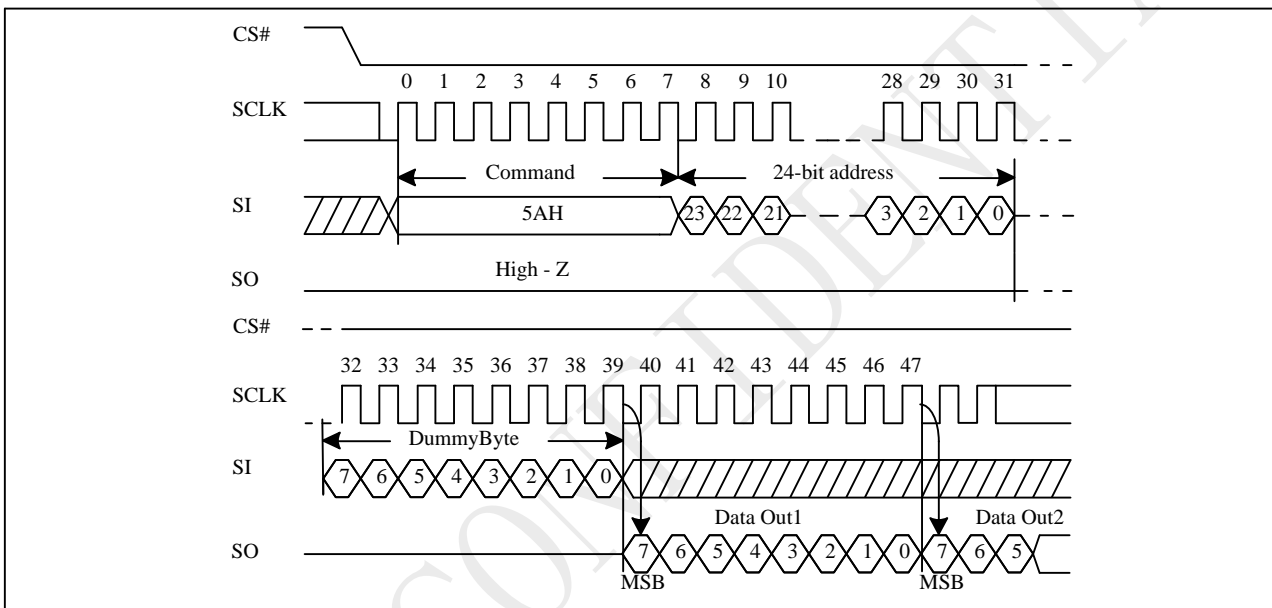 CS#
0 1 2 3 4 5 6 7 8 9 10 28 29 30 31
SCLK
Command 24-bit address
SI 5AH 23 22 21 3 2 1 0
High - Z
SO
CS#
32 33 34 35 36 37 38 39 40 41 42 43 44 45 46 47
SCLK
DummyByte
SI 7 6 5 4 3 2 1 0
Data Out1 Data Out2
SO 7 6 5 4 3 2 1 0 7 6 5
MSB MSB
CONFIDENTIA